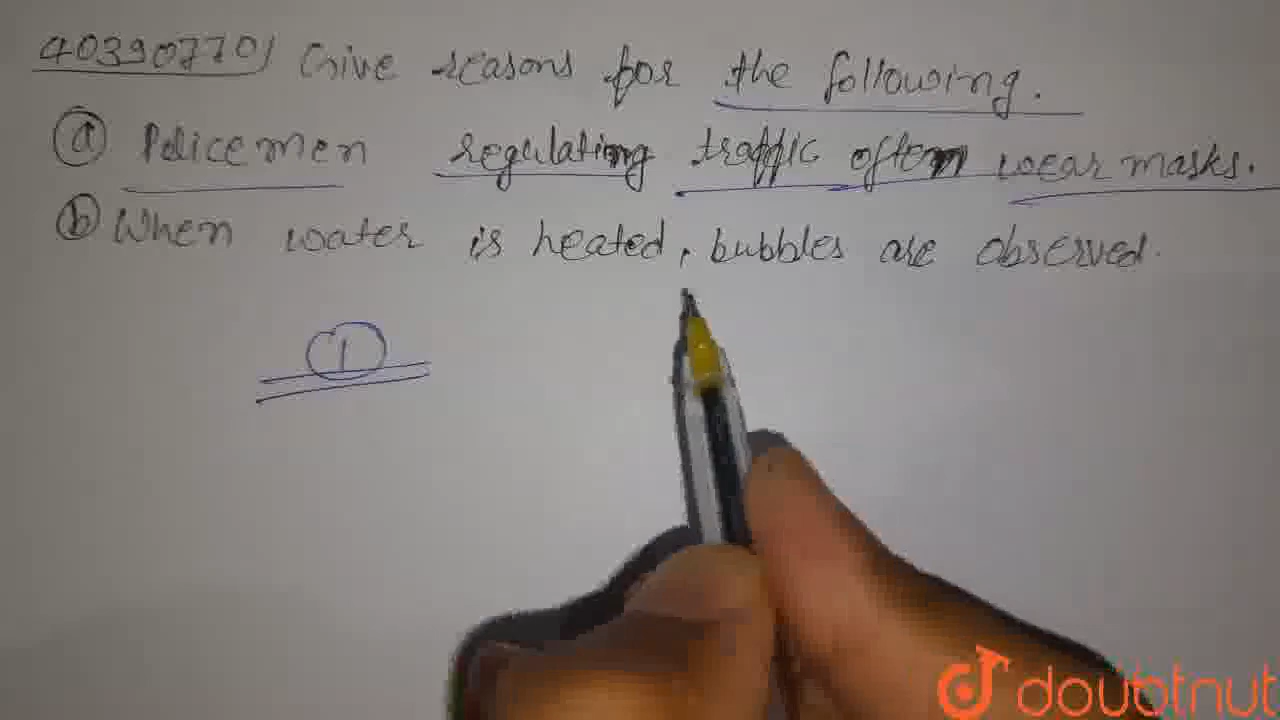 403907701 Give reasons for the following.
(a) Policemen regulating traffic often wear masks.
(b) When water is heated, bubbles are observed.
1
doubtnut